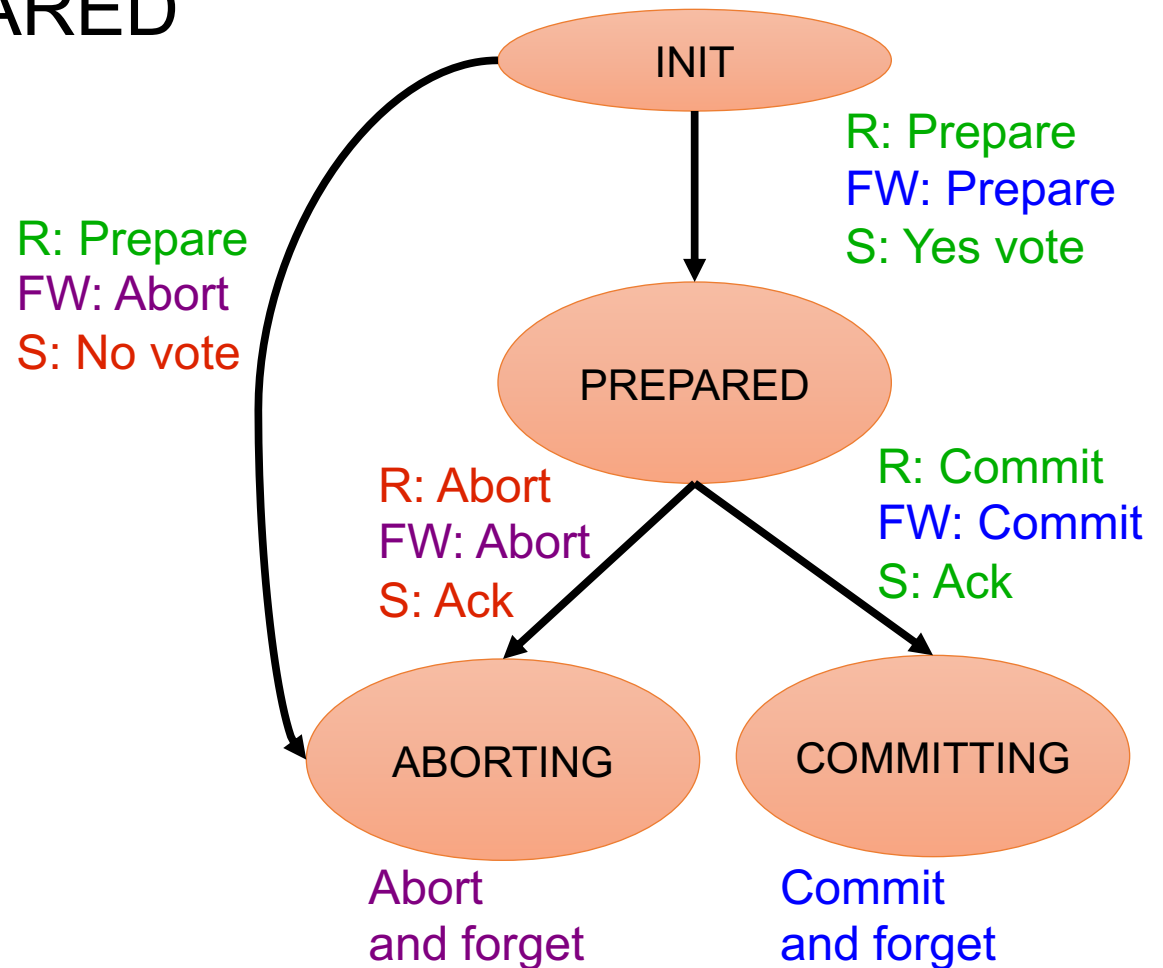 ARED
INIT
R: Prepare
FW: Prepare
S: Yes vote
R: Prepare
FW: Abort
S: No vote
PREPARED
R: Abort
FW: Abort
S: Ack
R: Commit
FW: Commit
S: Ack
ABORTING
COMMITTING
Abort
and forget
Commit
and forget